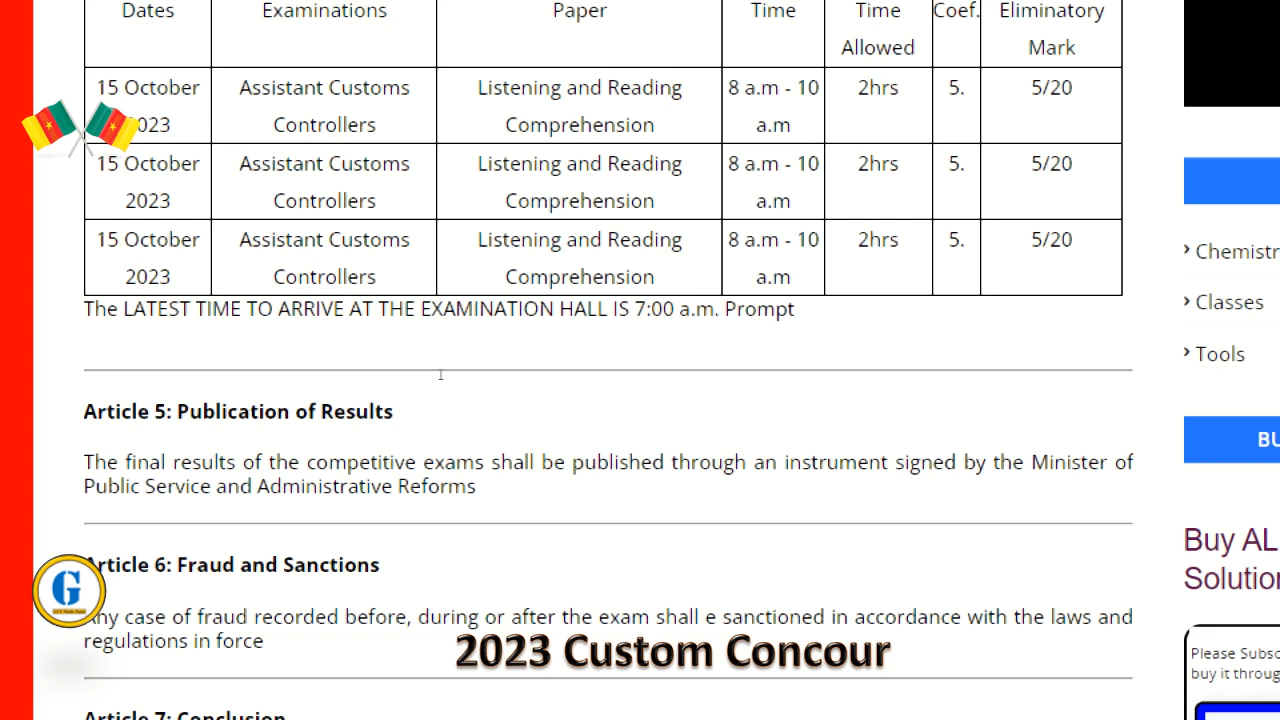 Dates Examinations Paper Time Time Coef. Eliminatory
Allowed Mark
15 October Assistant Customs Listening and Reading 8 a.m - 10 2hrs 5. 5/20
2023 Controllers Comprehension a.m
15 October Assistant Customs Listening and Reading 8 a.m - 10 2hrs 5. 5/20
2023 Controllers Comprehension a.m
15 October Assistant Customs Listening and Reading 8 a.m - 10 2hrs 5. 5/20
2023 Controllers Comprehension a.m
The LATEST TIME TO ARRIVE AT THE EXAMINATION HALL IS 7:00 a.m. Prompt
Article 5: Publication of Results
The final results of the competitive exams shall be published through an instrument signed by the Minister of
Public Service and Administrative Reforms
Article 6: Fraud and Sanctions
Any case of fraud recorded before, during or after the exam shall e sanctioned in accordance with the laws and
regulations in force
2023 Custom Concour
Article 7: Conclusion
G
Chemistr
Classes
Tools
BU
Buy AL
Solution
Please Subsc
buy it throug